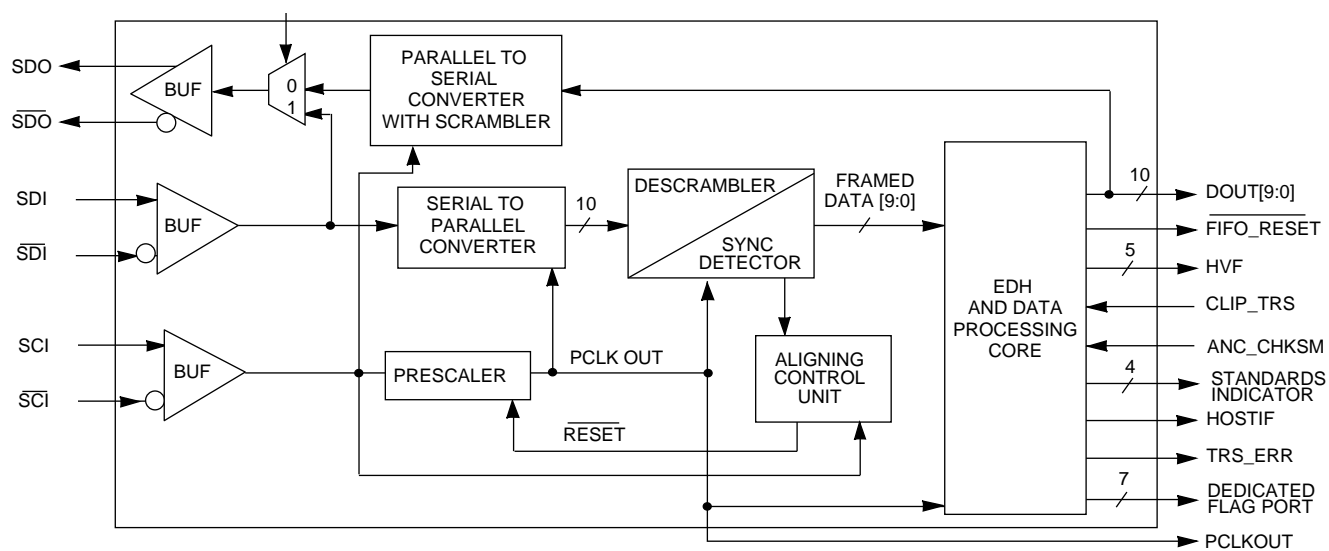 SDO
SDO
BUF
0
1
PARALLEL TO
SERIAL
CONVERTER
WITH SCRAMBLER
SDI
SDI
BUF
SERIAL TO
PARALLEL
CONVERTER
10
DESCRAMBLER
SYNC
DETECTOR
FRAMED
DATA [9:0]
SCI
SCI
BUF
PRESCALER
PCLK OUT
RESET
ALIGNING
CONTROL
UNIT
EDH
AND DATA
PROCESSING
CORE
10
DOUT[9:0]
FIFO_RESET
5
HVF
CLIP_TRS
ANC_CHKSM
4
STANDARDS
INDICATOR
HOSTIF
TRS_ERR
7
DEDICATED
FLAG PORT
PCLKOUT